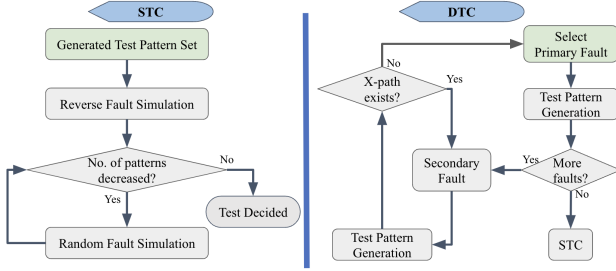 STC
Generated Test Pattern Set
Reverse Fault Simulation
No. of patterns
decreased?
No
Yes
Test Decided
Random Fault Simulation
DTC
Select
Primary Fault
No
X-path
exists?
Yes
Test Pattern
Generation
Secondary
Fault
Yes
More
faults?
No
Test Pattern
Generation
STC